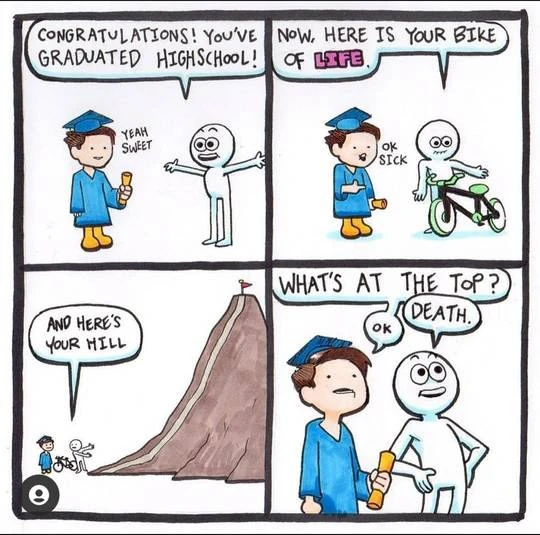 CONGRATULATIONS! YOU'VE
GRADUATED HIGHSCHOOL!
YEAH
SWEET
NOW, HERE IS YOUR BIKE
OF LIFE.
OK
SICK
AND HERE'S
YOUR HILL
WHAT'S AT THE TOP?
DEATH.
OK